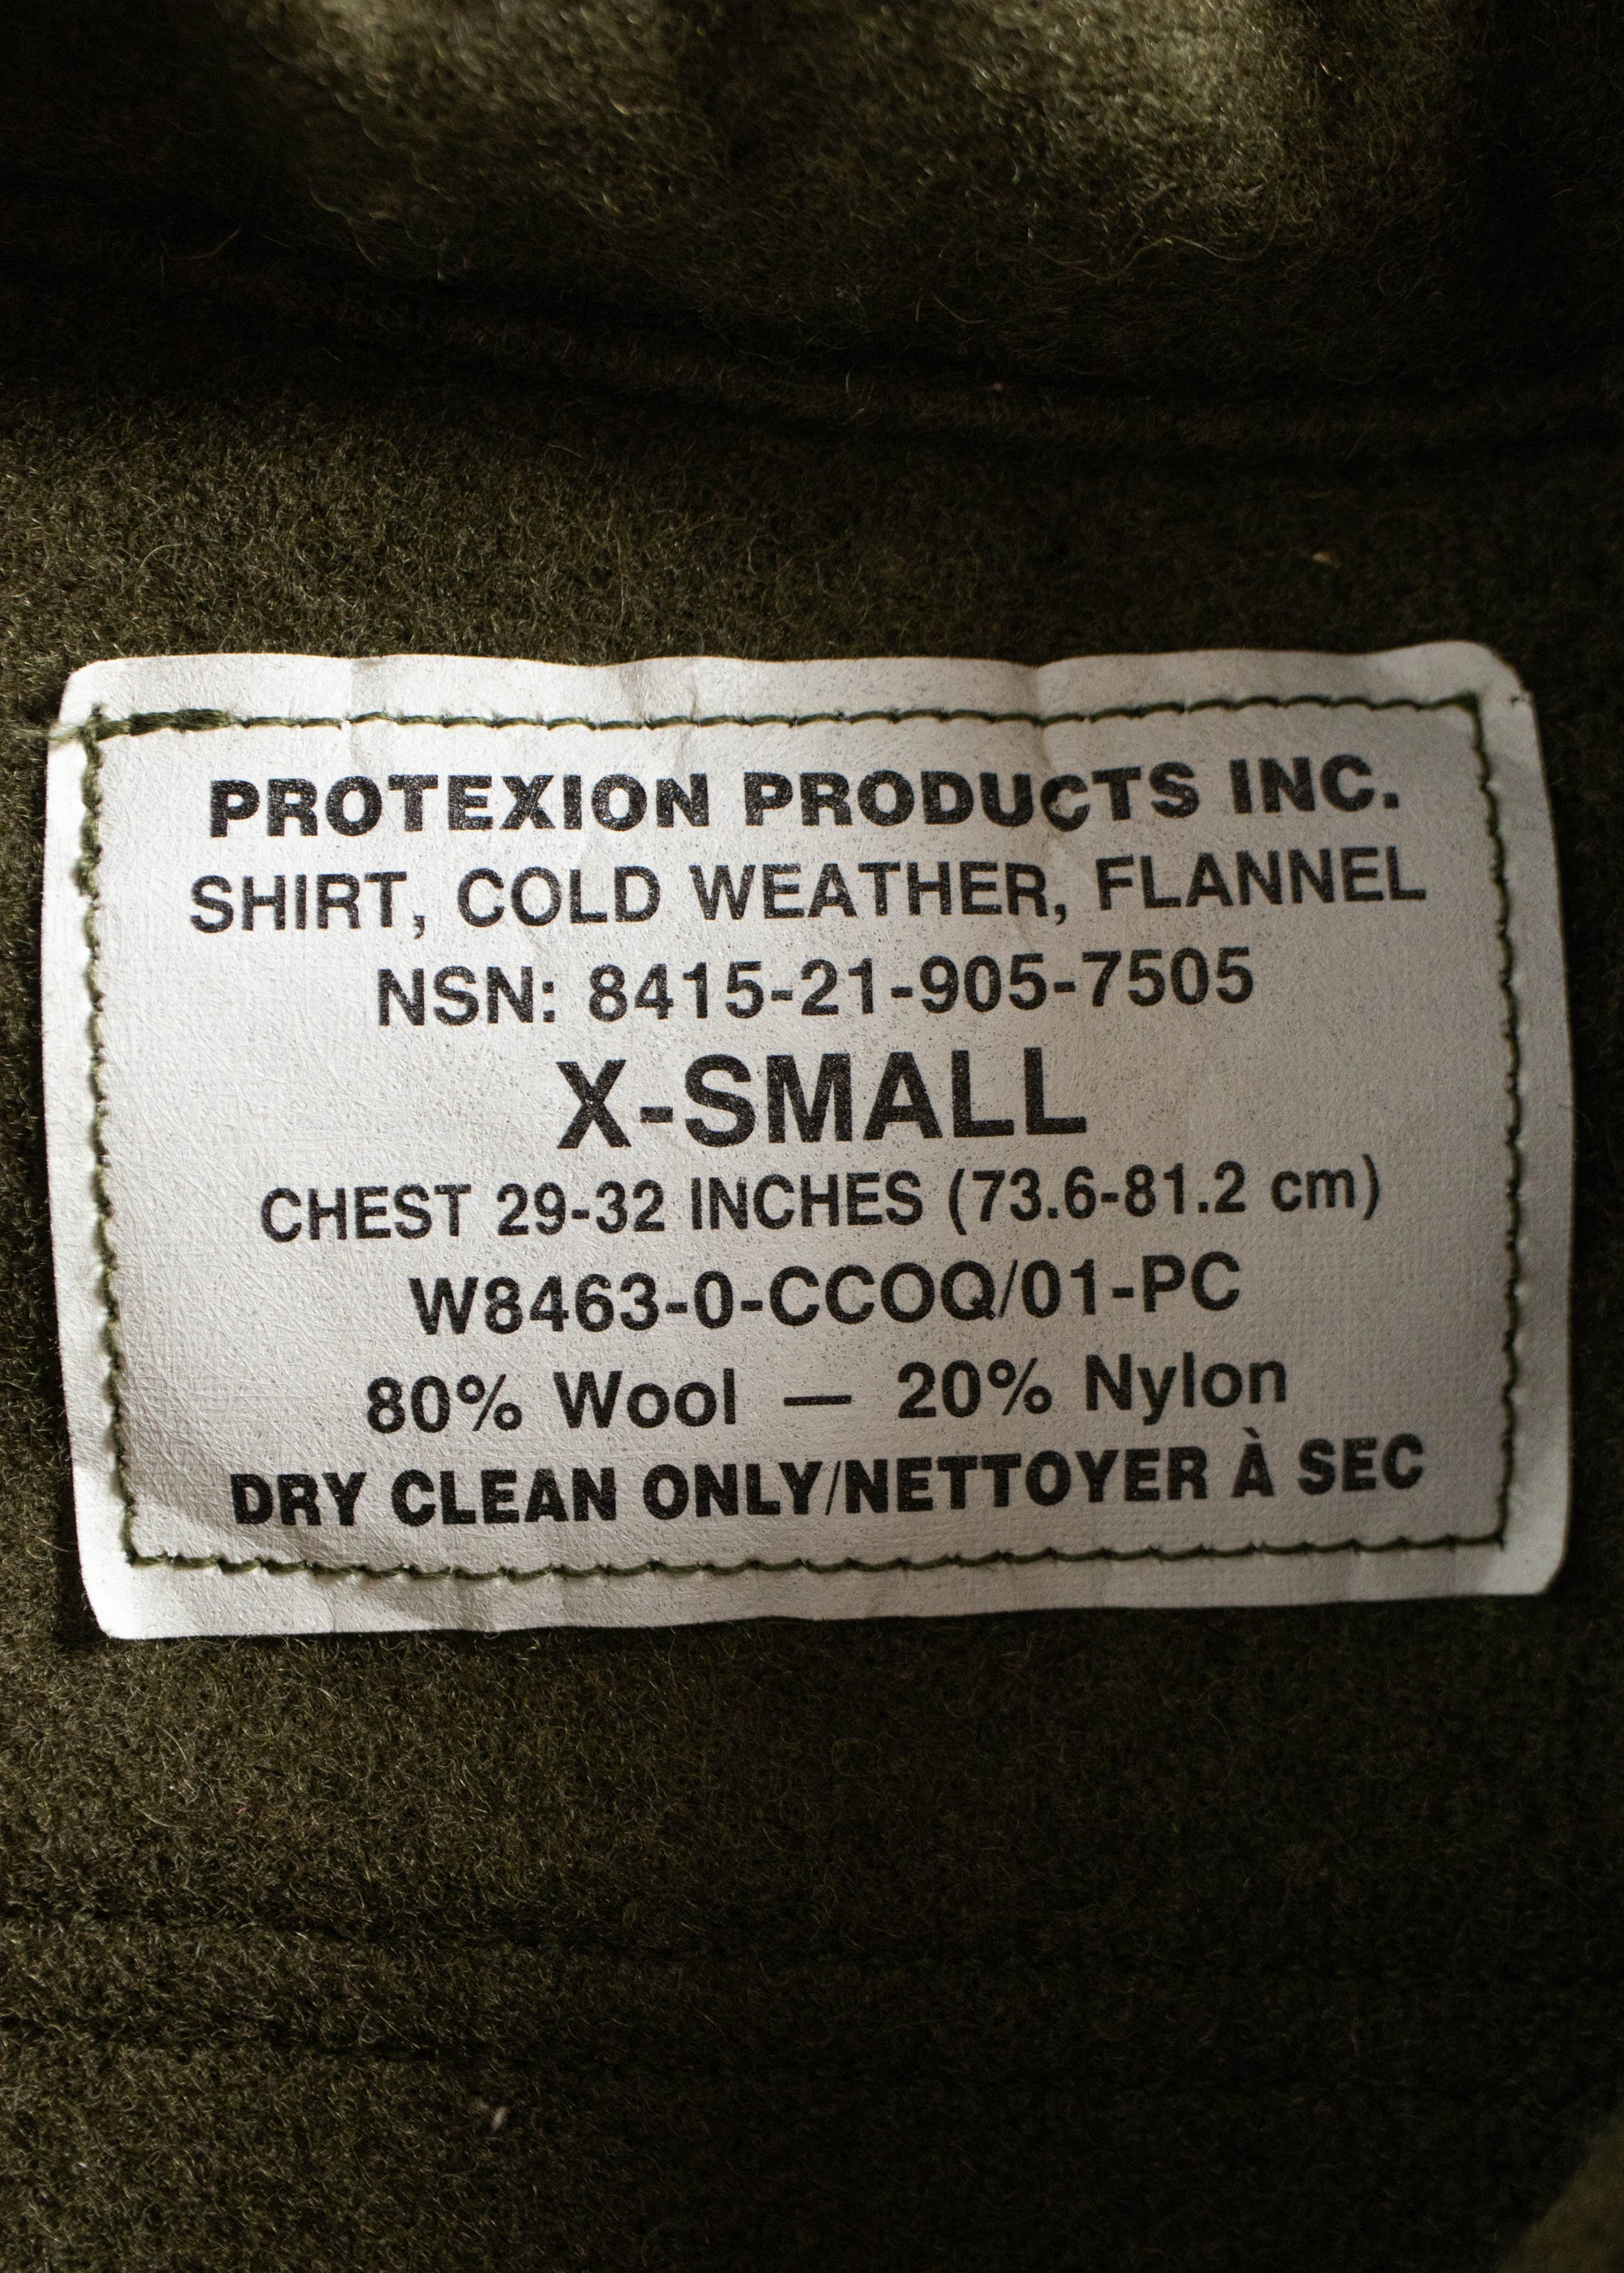 PROTEXION PRODUCTS INC.
SHIRT, COLD WEATHER, FLANNEL
NSN: 8415-21-905-7505
X-SMALL
CHEST 29-32 INCHES (73.6-81.2 cm)
W8463-0-CCOQ/01-PC
80% Wool — 20% Nylon
DRY CLEAN ONLY/NETTOYER À SEC